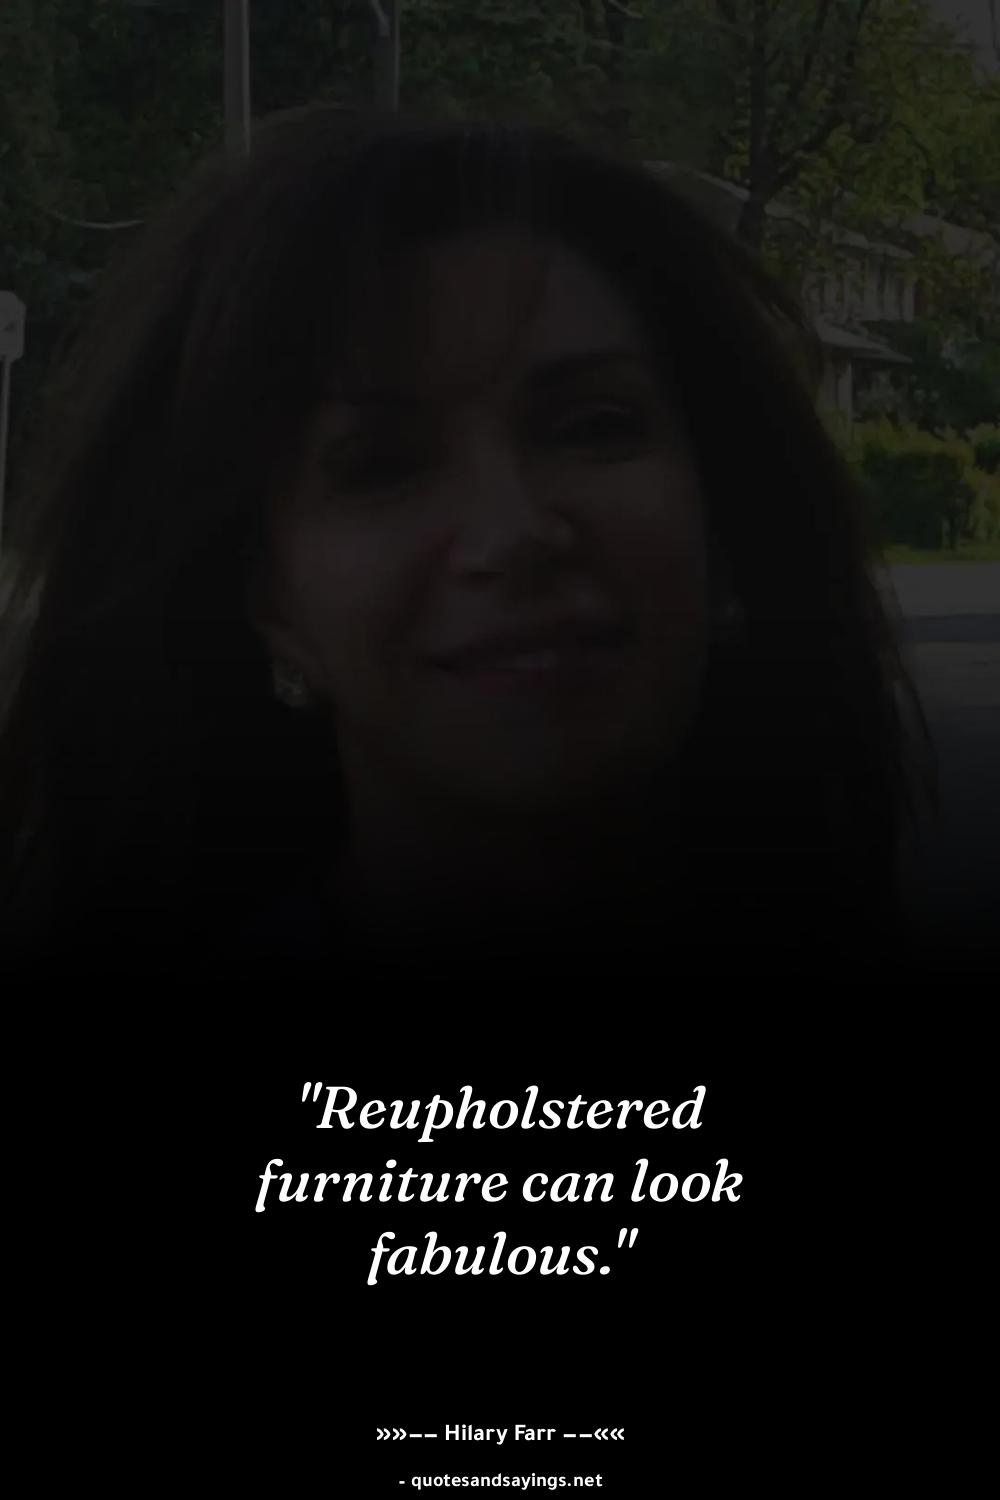 "Reupholstered
furniture can look
fabulous."
»»—— Hilary Farr ——««
- quotesandsayings.net